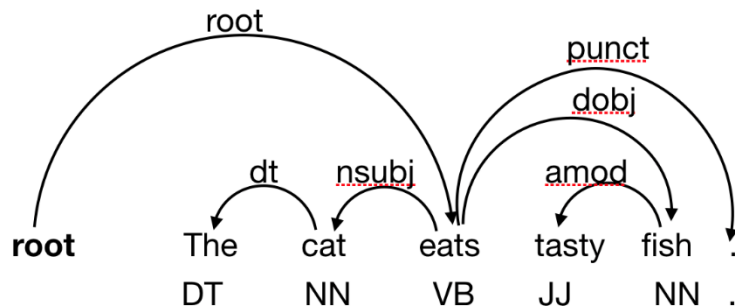 root
punct
dobj
dt nsubj amod
root The cat eats tasty fish .
DT NN VB JJ NN .